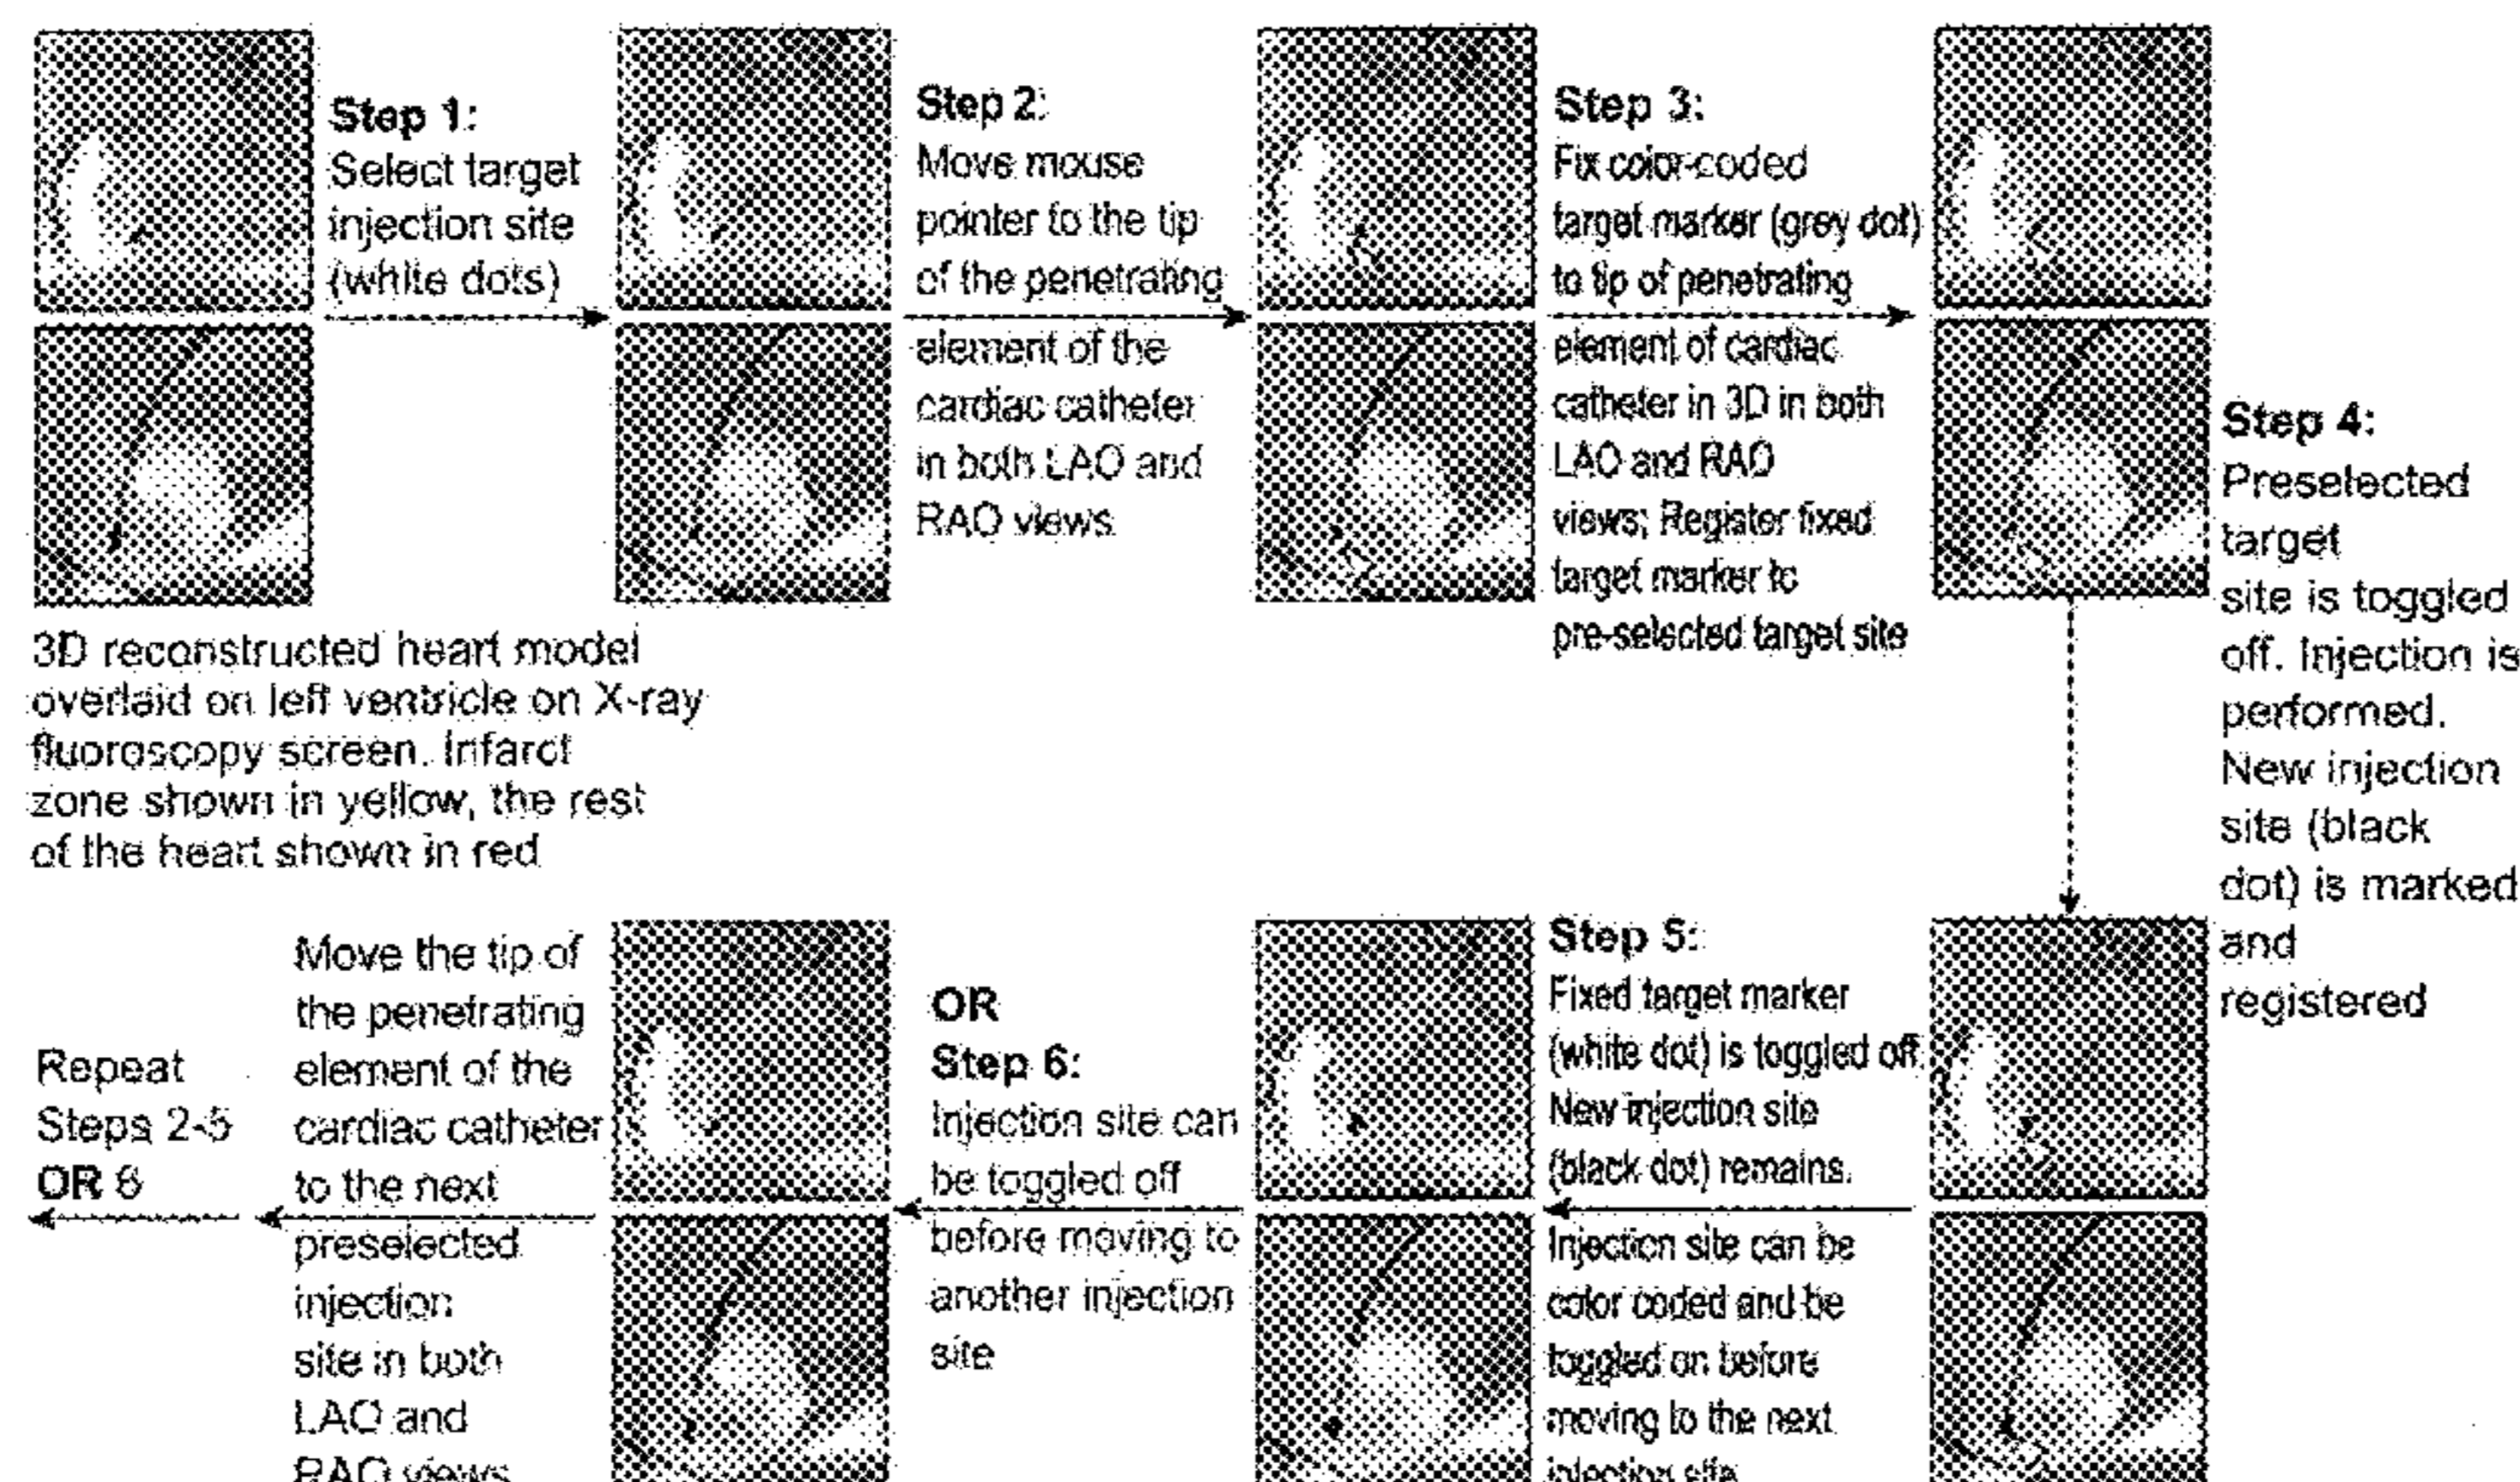 Step 1:
Select target
injection site
(white dots)
Step 2:
Move mouse
pointer to the tip
of the penetrating
element of the
cardiac catheter
in both LAO and
RAO views
Step 3:
Fix color-coded
target marker (grey dot)
to tip of penetrating
element of cardiac
catheter in 3D in both
LAO and RAO
views; Register fixed
target marker to
pre-selected target site
Step 4:
Preselected
target
site is toggled
off. Injection is
performed.
New injection
site (black
dot) is marked
and
registered
3D reconstructed heart model
overlaid on left ventricle on X-ray
fluoroscopy screen. Infarct
zone shown in yellow, the rest
of the heart shown in red
Step 5:
Fixed target marker
(white dot) is toggled off.
New injection site
(black dot) remains.
Injection site can be
color coded and be
toggled on before
moving to the next
injection site
OR
Step 6:
Injection site can
be toggled off
before moving to
another injection
site
Move the tip of
the penetrating
element of the
cardiac catheter
to the next
preselected
injection
site in both
LAO and
RAO views
Repeat
Steps 2-5
OR 6